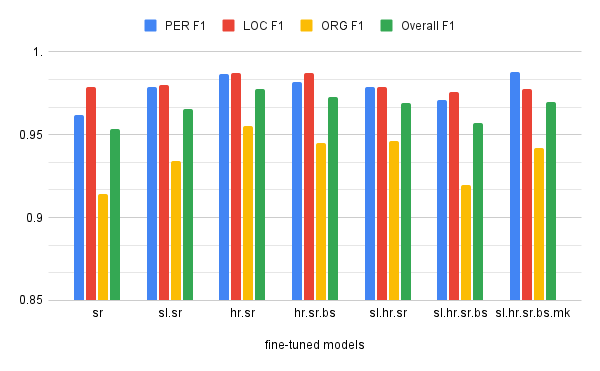 PER F1 LOC F1 ORG F1 Overall F1
1.
0.95
0.9
0.85
sr sl.sr hr.sr hr.sr.bs sl.hr.sr sl.hr.sr.bs sl.hr.sr.bs.mk
fine-tuned models